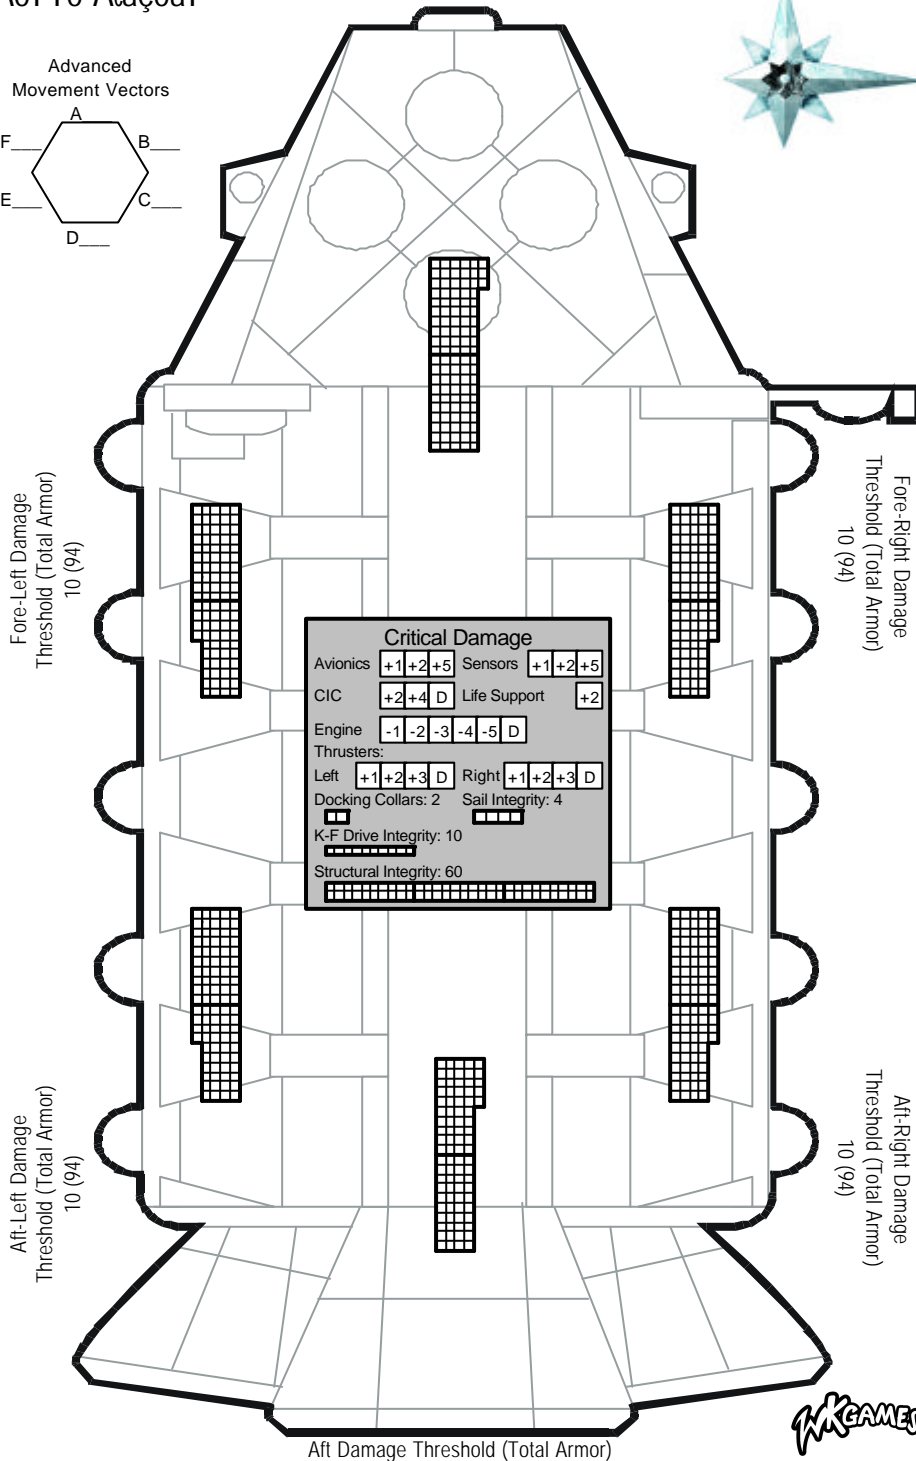 Advanced
Movement Vectors
A
F___ B___
E___ C___
D___
Fore-Left Damage
Threshold (Total Armor)
10 (94)
Fore-Right Damage
Threshold (Total Armor)
10 (94)
Critical Damage
Avionics +1 +2 +5 Sensors +1 +2 +5
CIC +2 +4 D Life Support +2
Engine -1 -2 -3 -4 -5 D
Thrusters:
Left +1 +2 +3 D Right +1 +2 +3 D
Docking Collars: 2 Sail Integrity: 4
K-F Drive Integrity: 10
Structural Integrity: 60
Aft-Left Damage
Threshold (Total Armor)
10 (94)
Aft-Right Damage
Threshold (Total Armor)
10 (94)
Aft Damage Threshold (Total Armor)
WKGAMES